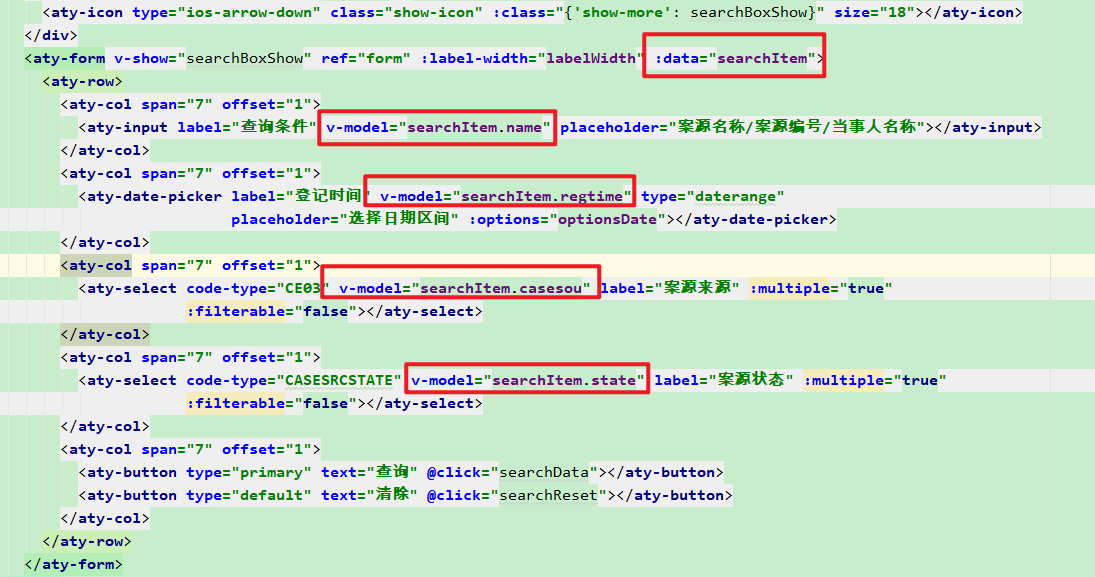 <aty-icon type="ios-arrow-down" class="show-icon" :class="{'show-more': searchBoxShow}" size="18"></aty-icon>
</div>
<aty-form v-show="searchBoxShow" ref="form" :label-width="labelWidth" :data="searchItem">
<aty-row>
<aty-col span="7" offset="1">
<aty-input label="查询条件" v-model="searchItem.name" placeholder="案源名称/案源编号/当事人名称"></aty-input>
</aty-col>
<aty-col span="7" offset="1">
<aty-date-picker label="登记时间" v-model="searchItem.regtime" type="daterange"
placeholder="选择日期区间" :options="optionsDate"></aty-date-picker>
</aty-col>
<aty-col span="7" offset="1">
<aty-select code-type="CE03" v-model="searchItem.casesou" label="案源来源" :multiple="true"
:filterable="false"></aty-select>
</aty-col>
<aty-col span="7" offset="1">
<aty-select code-type="CASESRCSTATE" v-model="searchItem.state" label="案源状态" :multiple="true"
:filterable="false"></aty-select>
</aty-col>
<aty-col span="7" offset="1">
<aty-button type="primary" text="查询" @click="searchData"></aty-button>
<aty-button type="default" text="清除" @click="searchReset"></aty-button>
</aty-col>
</aty-row>
</aty-form>